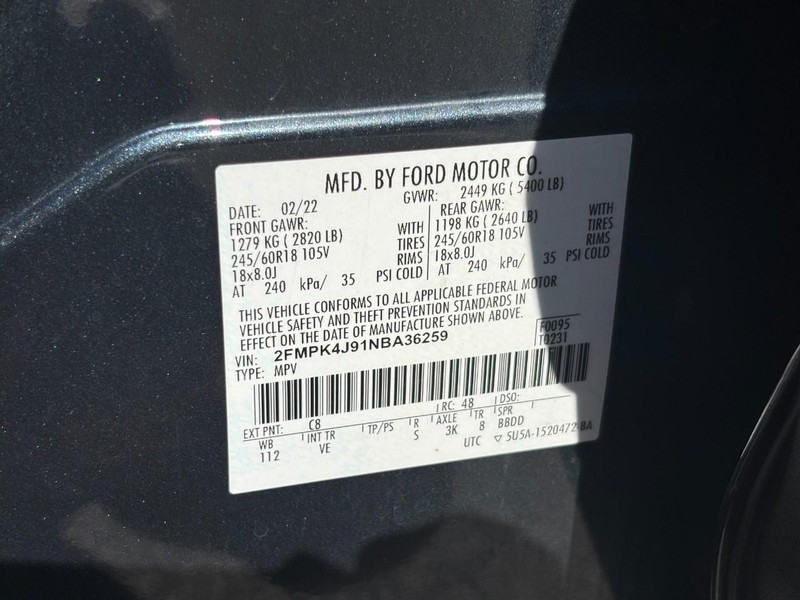 MFD. BY FORD MOTOR CO.
DATE: 02/22 GVWR: 2449 KG ( 5400 LB)
FRONT GAWR: WITH REAR GAWR: WITH
1279 KG ( 2820 LB) TIRES 1198 KG ( 2640 LB) TIRES
245/60R18 105V RIMS 245/60R18 105V RIMS
18x8.0J 18x8.0J
AT 240 kPa/ 35 PSI COLD AT 240 kPa/ 35 PSI COLD
THIS VEHICLE CONFORMS TO ALL APPLICABLE FEDERAL MOTOR
VEHICLE SAFETY AND THEFT PREVENTION STANDARDS IN
EFFECT ON THE DATE OF MANUFACTURE SHOWN ABOVE.
VIN: 2FMPK4J91NBA36259 F0095
TYPE: MPV T0231
EXT PNT: C8 RC: 48 DSO:
WB INT TR TP/PS R AXLE TR SPR
112 VE S 3K 8 BBDD
UTC ▽ 5U5A-1520472-BA